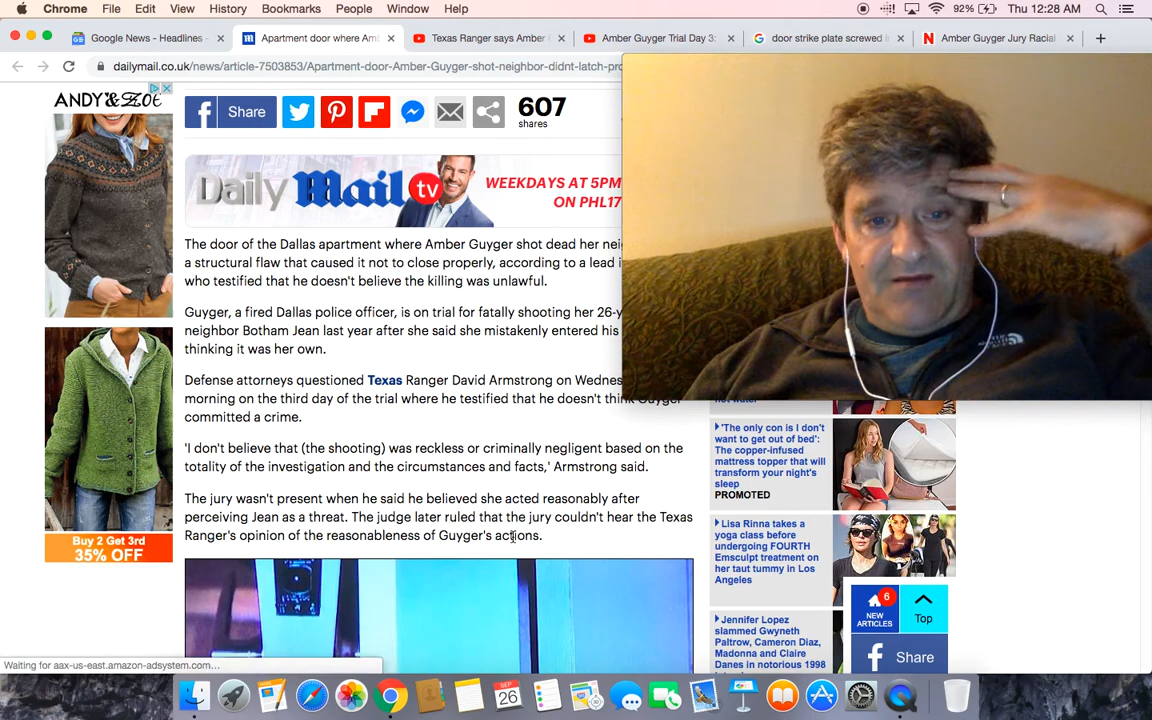 Chrome File Edit View History Bookmarks People Window Help 92% Thu 12:28 AM
Google News - Headlines - Apartment door where Am Texas Ranger says Amber Amber Guyger Trial Day 3: door strike plate screwed i Amber Guyger Jury Racial
dailymail.co.uk/news/article-7503853/Apartment-door-Amber-Guyger-shot-neighbor-didnt-latch-pro
ANDY & ZOE
Share
607
shares
Daily Mail tv
WEEKDAYS AT 5PM
ON PHL17
The door of the Dallas apartment where Amber Guyger shot dead her nei
a structural flaw that caused it not to close properly, according to a lead i
who testified that he doesn't believe the killing was unlawful.
Guyger, a fired Dallas police officer, is on trial for fatally shooting her 26-y
neighbor Botham Jean last year after she said she mistakenly entered his
thinking it was her own.
Defense attorneys questioned Texas Ranger David Armstrong on Wednes
morning on the third day of the trial where he testified that he doesn't think Guyger
committed a crime.
'I don't believe that (the shooting) was reckless or criminally negligent based on the
totality of the investigation and the circumstances and facts,' Armstrong said.
The jury wasn't present when he said he believed she acted reasonably after
perceiving Jean as a threat. The judge later ruled that the jury couldn't hear the Texas
Ranger's opinion of the reasonableness of Guyger's actions.
Buy 2 Get 3rd
35% OFF
hot water
'The only con is I don't
want to get out of bed':
The copper-infused
mattress topper that will
transform your night's
sleep
PROMOTED
Lisa Rinna takes a
yoga class before
undergoing FOURTH
Emsculpt treatment on
her taut tummy in Los
Angeles
Jennifer Lopez
slammed Gwyneth
Paltrow, Cameron Diaz,
Madonna and Claire
Danes in notorious 1998
6
NEW
ARTICLES
Top
Share
Waiting for aax-us-east.amazon-adsystem.com...
SEP
26